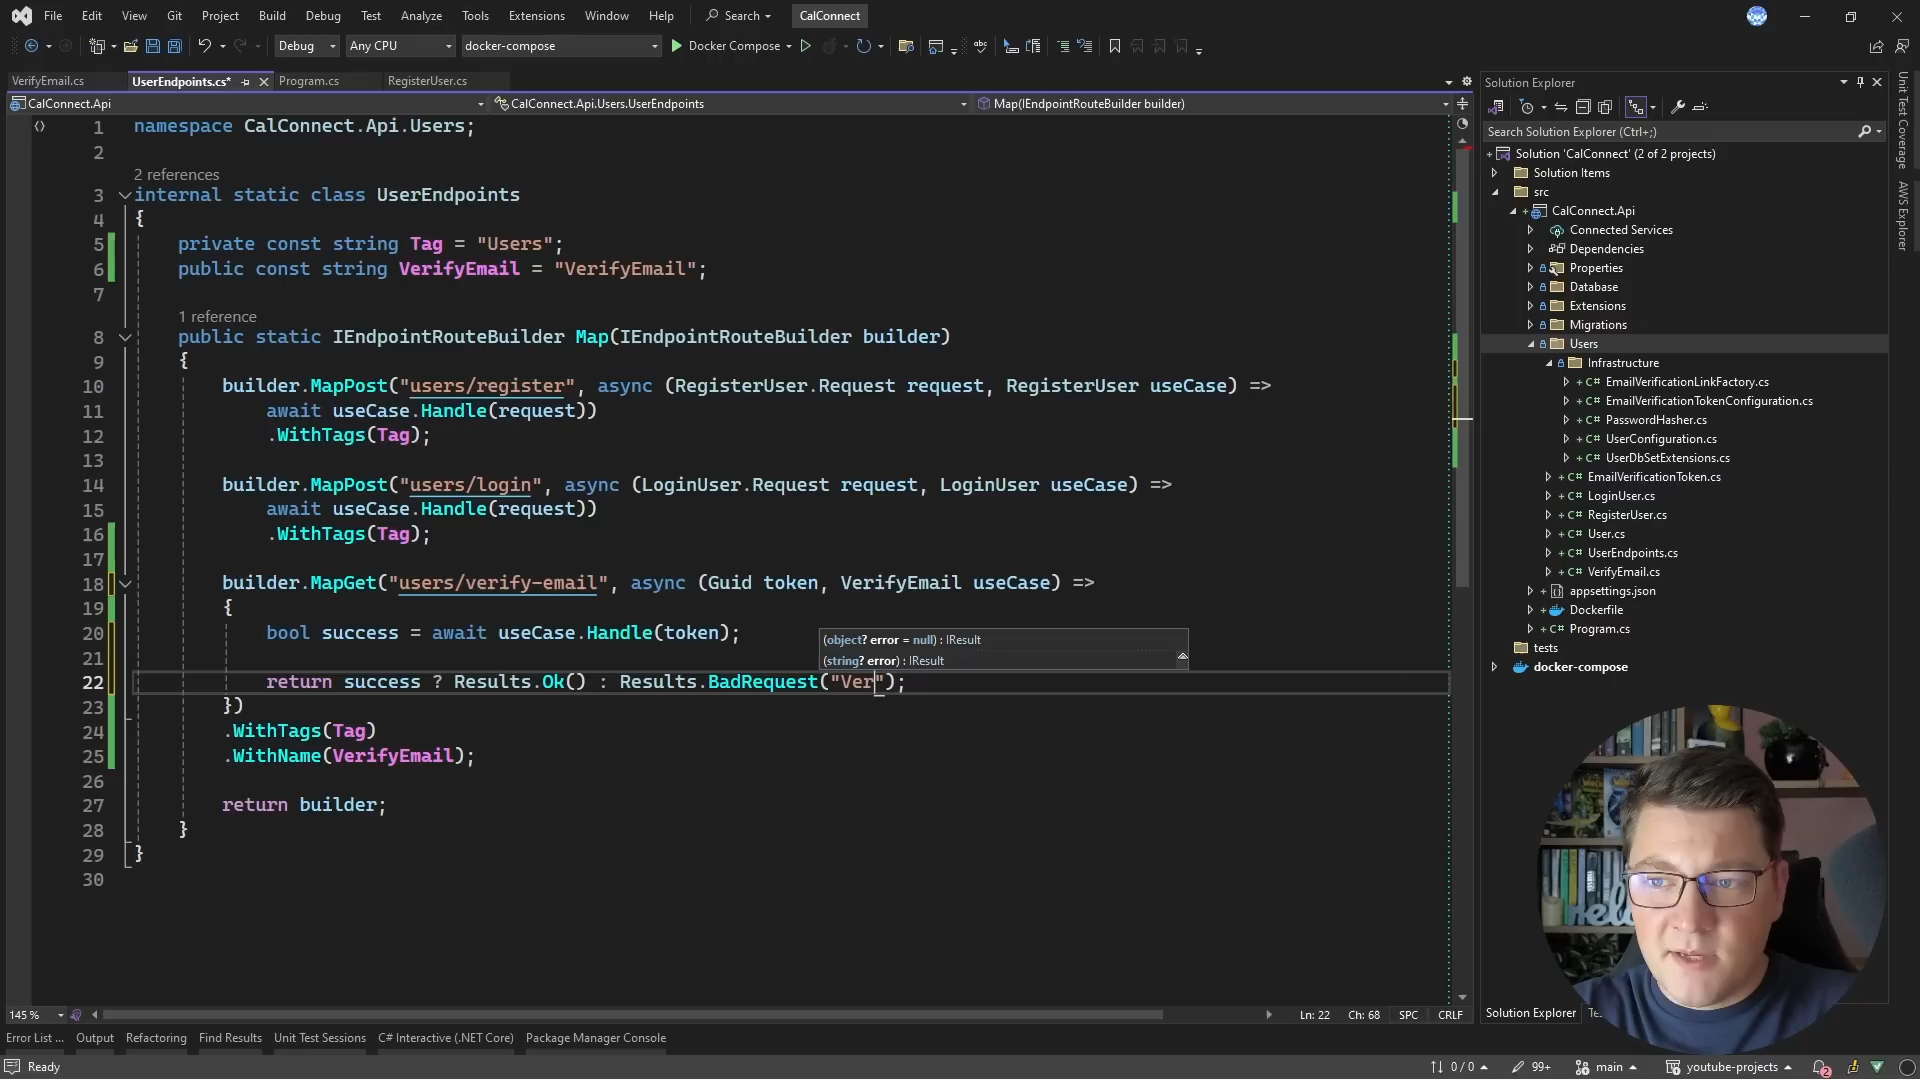 File Edit View Git Project Build Debug Test Analyze Tools Extensions Window Help Search CalConnect
Debug Any CPU docker-compose Docker Compose
VerifyEmail.cs UserEndpoints.cs* Program.cs RegisterUser.cs
CalConnect.Api CalConnect.Api.Users.UserEndpoints Map(IEndpointRouteBuilder builder)
1 namespace CalConnect.Api.Users;
2
2 references
3 internal static class UserEndpoints
4 {
5 private const string Tag = "Users";
6 public const string VerifyEmail = "VerifyEmail";
7
1 reference
8 public static IEndpointRouteBuilder Map(IEndpointRouteBuilder builder)
9 {
10 builder.MapPost("users/register", async (RegisterUser.Request request, RegisterUser useCase) =>
11 await useCase.Handle(request))
12 .WithTags(Tag);
13
14 builder.MapPost("users/login", async (LoginUser.Request request, LoginUser useCase) =>
15 await useCase.Handle(request))
16 .WithTags(Tag);
17
18 builder.MapGet("users/verify-email", async (Guid token, VerifyEmail useCase) =>
19 {
20 bool success = await useCase.Handle(token);
(object? error = null) : IResult
21
(string? error) : IResult
22 return success ? Results.Ok() : Results.BadRequest("Ver");
23 })
24 .WithTags(Tag)
25 .WithName(VerifyEmail);
26
27 return builder;
28 }
29 }
30
145 % Ln: 22 Ch: 68 SPC CRLF
Error List ... Output Refactoring Find Results Unit Test Sessions C# Interactive (.NET Core) Package Manager Console
Ready 0 / 0 99+ main youtube-projects 2
Solution Explorer
Search Solution Explorer (Ctrl+;)
Solution 'CalConnect' (2 of 2 projects)
Solution Items
src
CalConnect.Api
Connected Services
Dependencies
Properties
Database
Extensions
Migrations
Users
Infrastructure
C# EmailVerificationLinkFactory.cs
C# EmailVerificationTokenConfiguration.cs
C# PasswordHasher.cs
C# UserConfiguration.cs
C# UserDbSetExtensions.cs
C# EmailVerificationToken.cs
C# LoginUser.cs
C# RegisterUser.cs
C# User.cs
C# UserEndpoints.cs
C# VerifyEmail.cs
appsettings.json
Dockerfile
C# Program.cs
tests
docker-compose
Solution Explorer
Unit Test Coverage
AWS Explorer